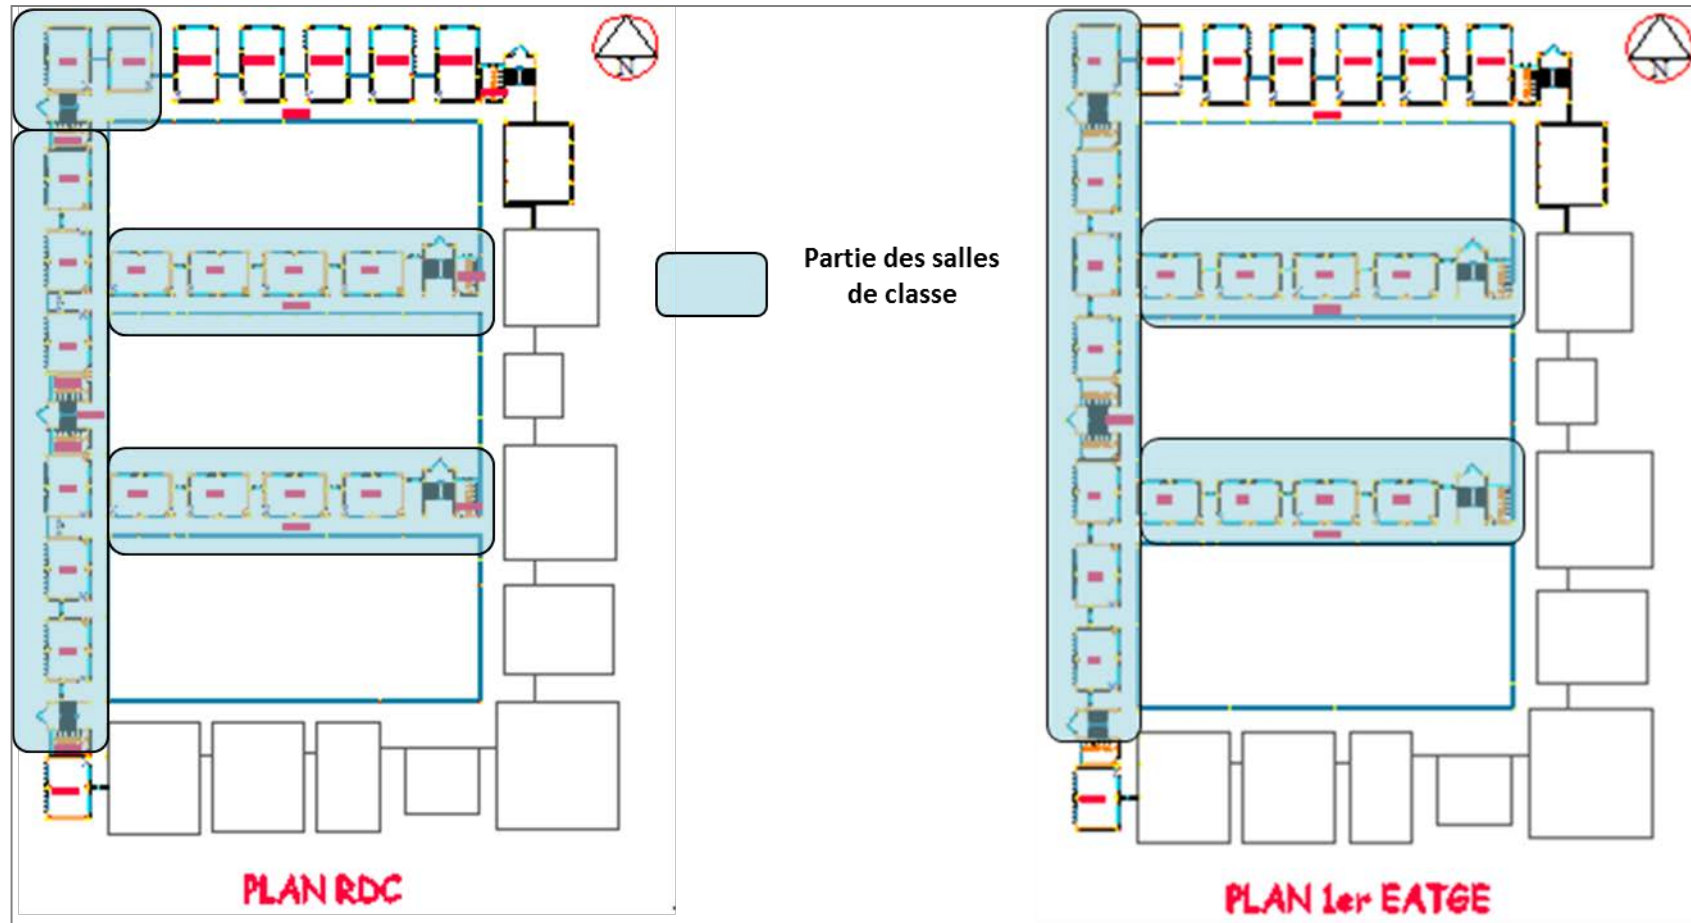 N
N
Partie des salles
de classe
PLAN RDC
PLAN 1er EATGE